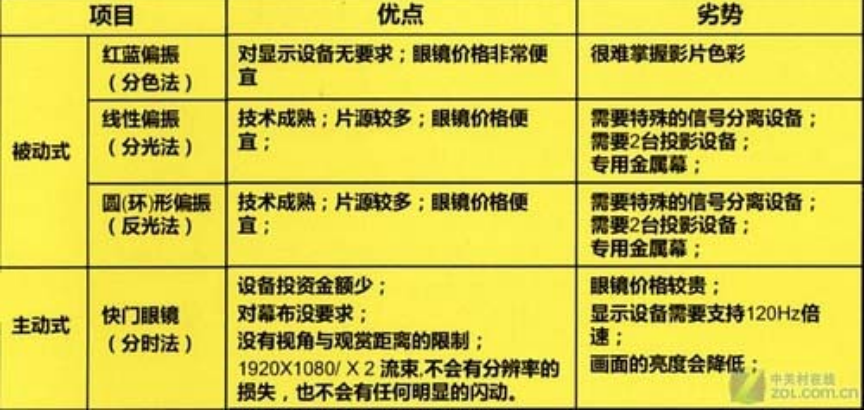 项目
优点
劣势
被动式
红蓝偏振
（分色法）
对显示设备无要求；眼镜价格非常便
宜
很难掌握影片色彩
线性偏振
（分光法）
技术成熟；片源较多；眼镜价格便
宜；
需要特殊的信号分离设备；
需要2台投影设备；
专用金属幕；
圆(环)形偏振
（反光法）
技术成熟；片源较多；眼镜价格便
宜；
需要特殊的信号分离设备；
需要2台投影设备；
专用金属幕；
主动式
快门眼镜
（分时法）
设备投资金额少；
对幕布没要求；
没有视角与观赏距离的限制；
1920X1080/ X 2 流束,不会有分辨率的
损失，也不会有任何明显的闪动。
眼镜价格较贵；
显示设备需要支持120Hz倍
速；
画面的亮度会降低；
中关村在线
zol.com.cn